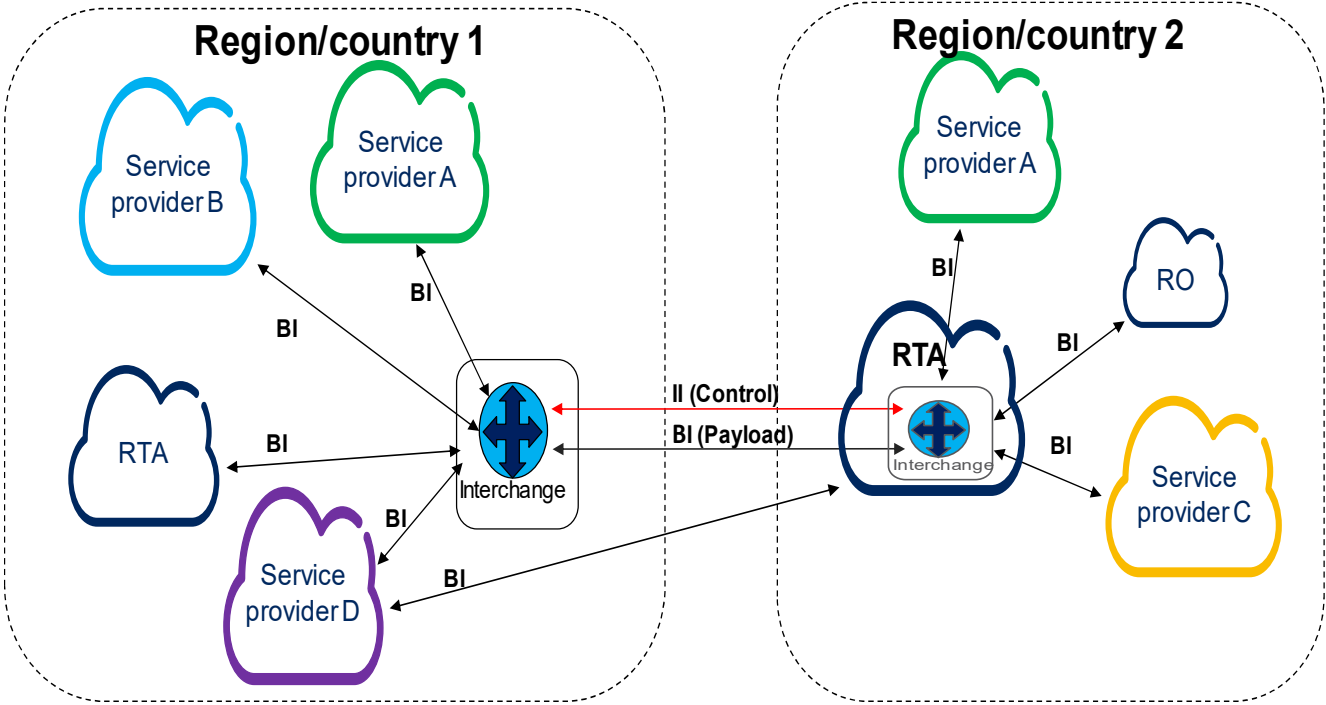 Region/country 1
Service
provider B
Service
provider A
BI
BI
RTA
BI
Interchange
BI
Service
provider D
BI
II (Control)
BI (Payload)
Region/country 2
Service
provider A
BI
RO
BI
RTA
Interchange
BI
Service
provider C